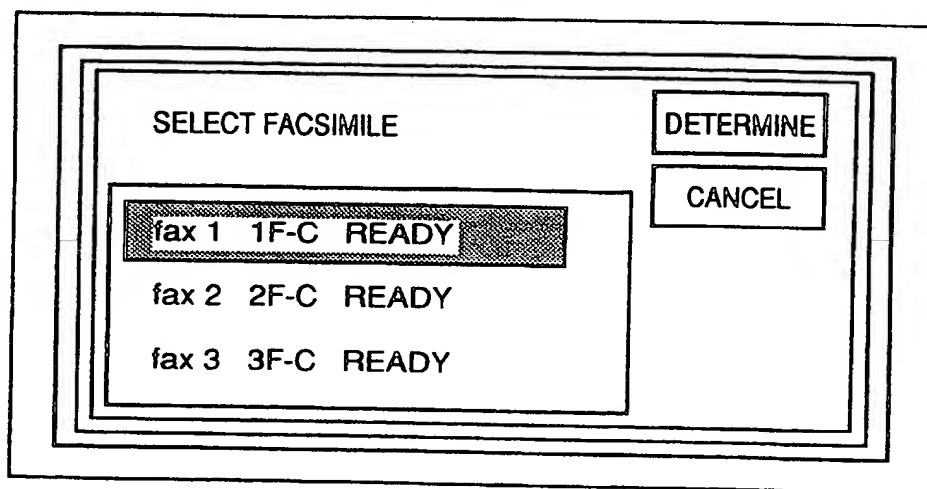 SELECT FACSIMILE
DETERMINE
CANCEL
fax 1 1F-C READY
fax 2 2F-C READY
fax 3 3F-C READY